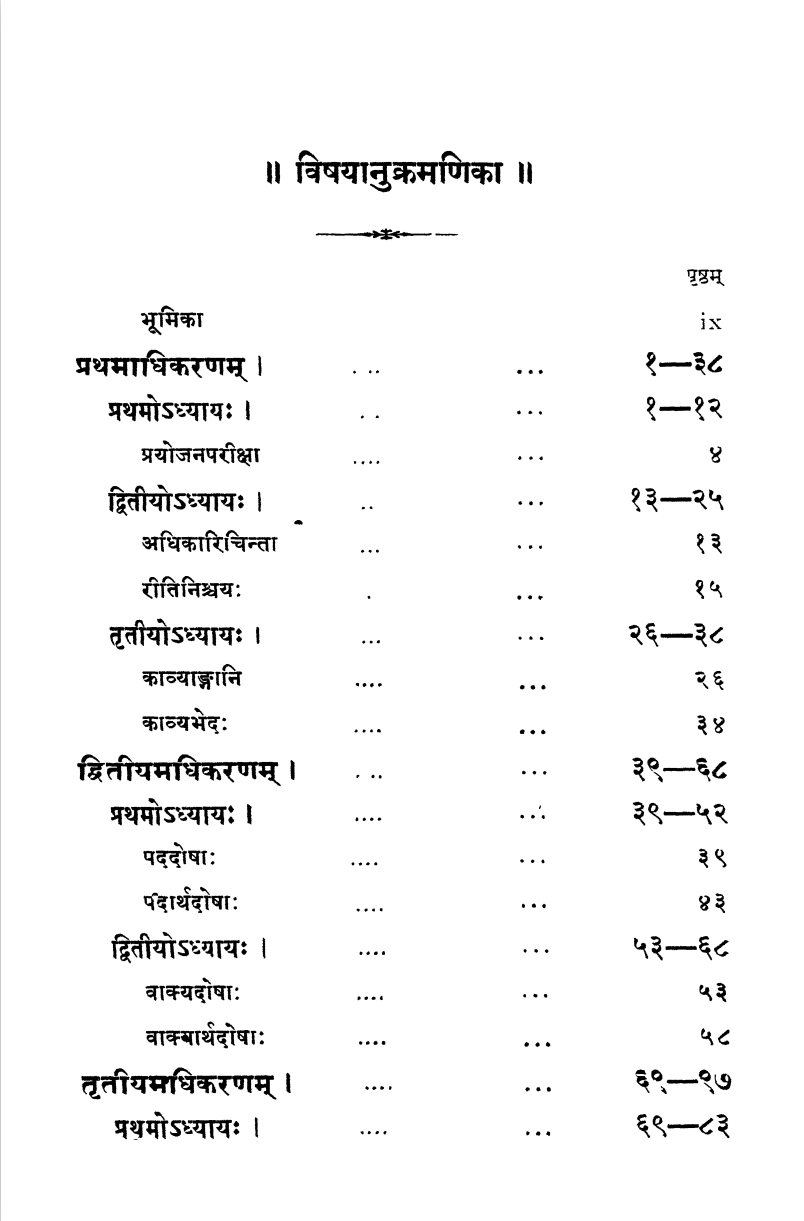 ॥ विषयानुक्रमणिका ॥
पृष्ठम्
भूमिका ix
प्रथमाधिकरणम् । . .. ... १—३८
प्रथमोऽध्यायः । . . ... १—१२
प्रयोजनपरीक्षा .... ... ४
द्वितीयोऽध्यायः । .. ... १३—२५
अधिकारिचिन्ता ... ... १३
रीतिनिश्चयः . ... १५
तृतीयोऽध्यायः । ... ... २६—३८
काव्याङ्गानि .... ... २६
काव्यभेदः .... ... ३४
द्वितीयमधिकरणम् । . .. ... ३९—६८
प्रथमोऽध्यायः । .... ... ३९—५२
पददोषाः .... ... ३९
पदार्थदोषाः .... ... ४३
द्वितीयोऽध्यायः । .... ... ५३—६८
वाक्यदोषाः .... ... ५३
वाक्यार्थदोषाः .... ... ५८
तृतीयमधिकरणम् । .... ... ६९—९७
प्रथमोऽध्यायः । .... ... ६९—८३